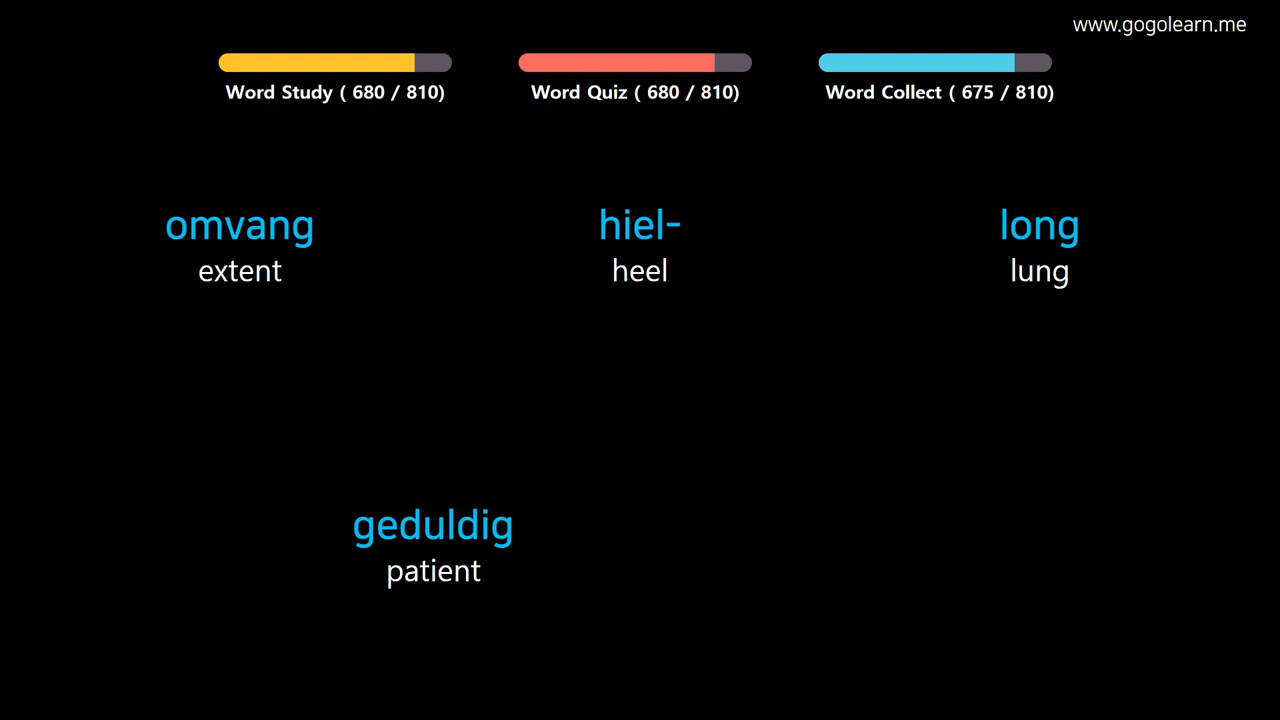 www.gogolearn.me
Word Study ( 680 / 810)
Word Quiz ( 680 / 810)
Word Collect ( 675 / 810)
omvang
extent
hiel-
heel
long
lung
geduldig
patient